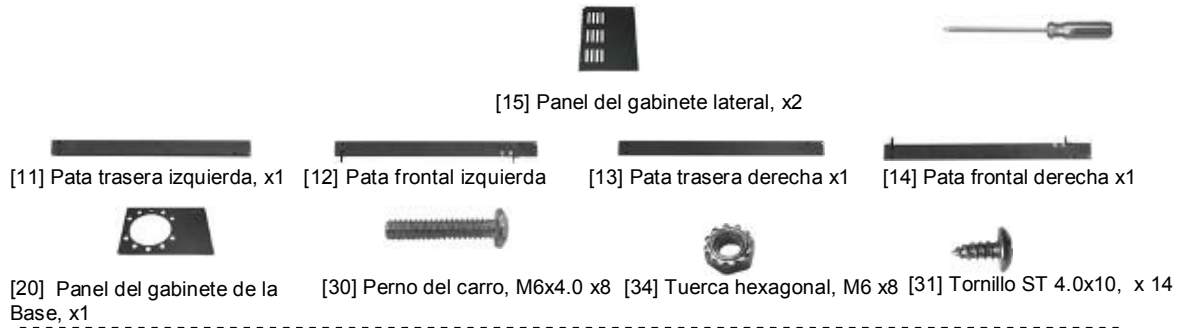 [15] Panel del gabinete lateral, x2
[11] Pata trasera izquierda, x1
[12] Pata frontal izquierda
[13] Pata trasera derecha x1
[14] Pata frontal derecha x1
[20] Panel del gabinete de la
Base, x1
[30] Perno del carro, M6x4.0 x8
[34] Tuerca hexagonal, M6 x8
[31] Tornillo ST 4.0x10, x 14